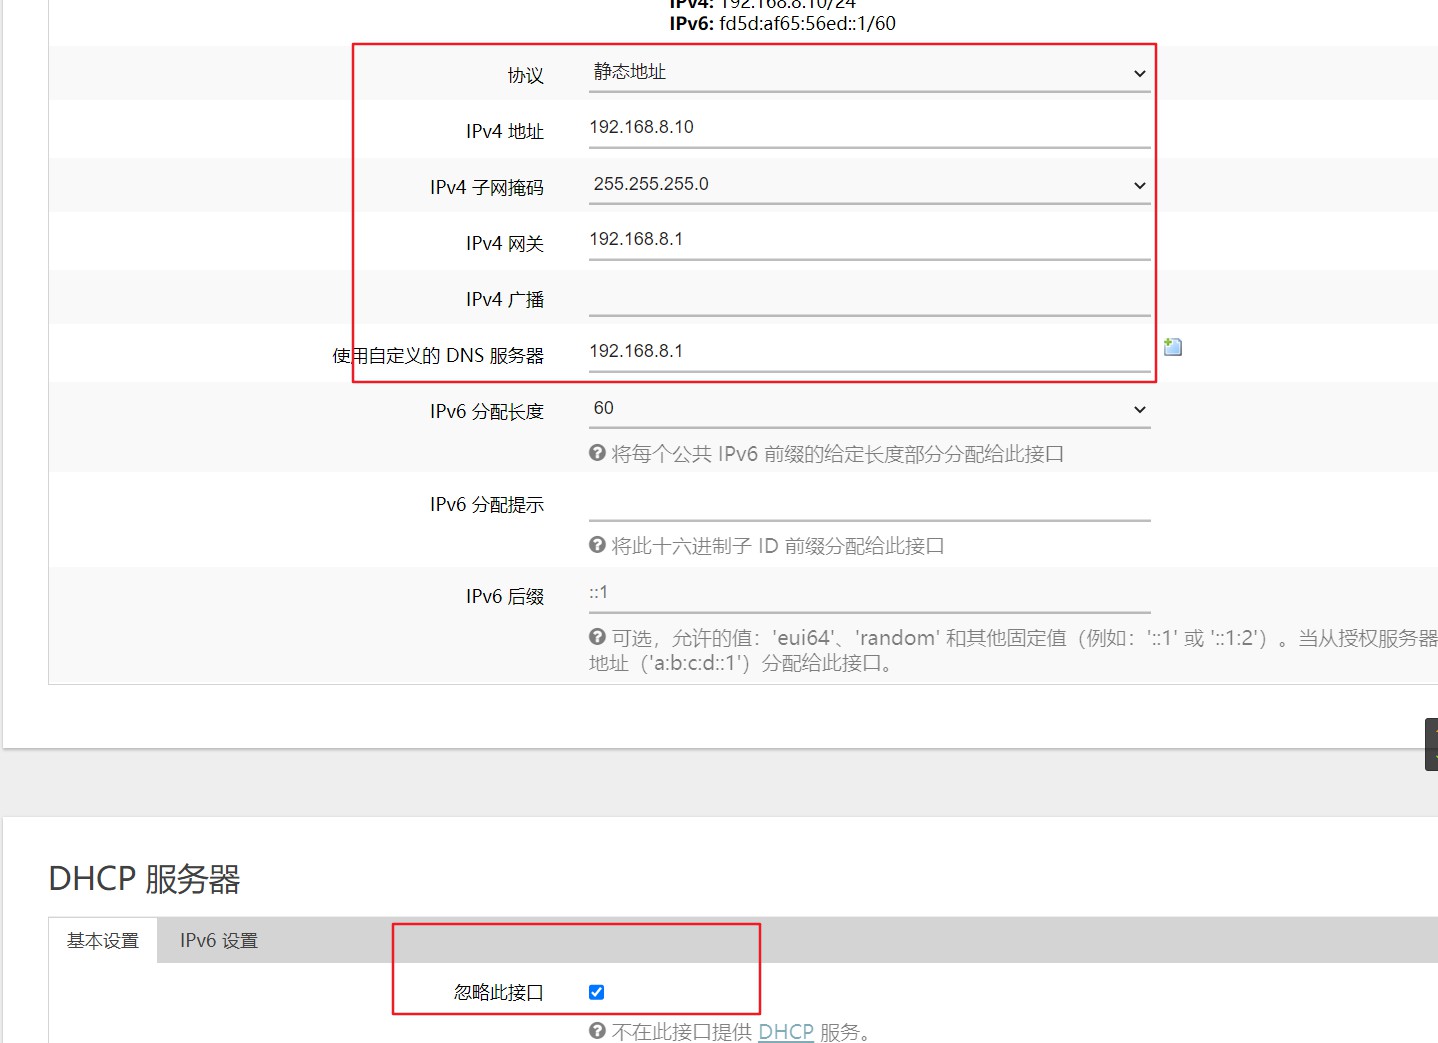 IPv4: 192.168.8.10/24
IPv6: fd5d:af65:56ed::1/60
协议 静态地址
IPv4 地址 192.168.8.10
IPv4 子网掩码 255.255.255.0
IPv4 网关 192.168.8.1
IPv4 广播
使用自定义的 DNS 服务器 192.168.8.1
IPv6 分配长度 60
将每个公共 IPv6 前缀的给定长度部分分配给此接口
IPv6 分配提示
将此十六进制子 ID 前缀分配给此接口
IPv6 后缀 ::1
可选，允许的值：'eui64'、'random' 和其他固定值（例如：'::1' 或 '::1:2'）。当从授权服务器
地址（'a:b:c:d::1'）分配给此接口。
DHCP 服务器
基本设置 IPv6 设置
忽略此接口
不在此接口提供 DHCP 服务。